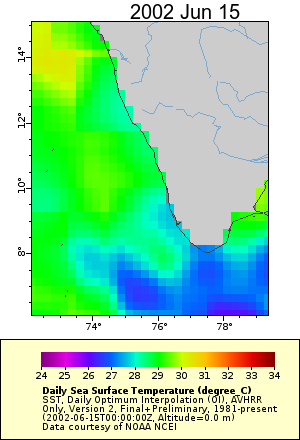 2002 Jun 15
14°
12°
10°
8°
74° 76° 78°
24 25 26 27 28 29 30 31 32 33 34
Daily Sea Surface Temperature (degree_C)
SST, Daily Optimum Interpolation (OI), AVHRR
Only, Version 2, Final+Preliminary, 1981-present
(2002-06-15T00:00:00Z, Altitude=0.0 m)
Data courtesy of NOAA NCEI